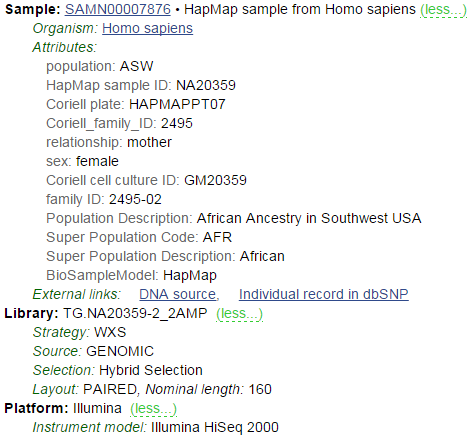 Sample: SAMN00007876 • HapMap sample from Homo sapiens (less...)
Organism: Homo sapiens
Attributes:
population: ASW
HapMap sample ID: NA20359
Coriell plate: HAPMAPPT07
Coriell_family_ID: 2495
relationship: mother
sex: female
Coriell cell culture ID: GM20359
family ID: 2495-02
Population Description: African Ancestry in Southwest USA
Super Population Code: AFR
Super Population Description: African
BioSampleModel: HapMap
External links: DNA source, Individual record in dbSNP
Library: TG.NA20359-2_2AMP (less...)
Strategy: WXS
Source: GENOMIC
Selection: Hybrid Selection
Layout: PAIRED, Nominal length: 160
Platform: Illumina (less...)
Instrument model: Illumina HiSeq 2000